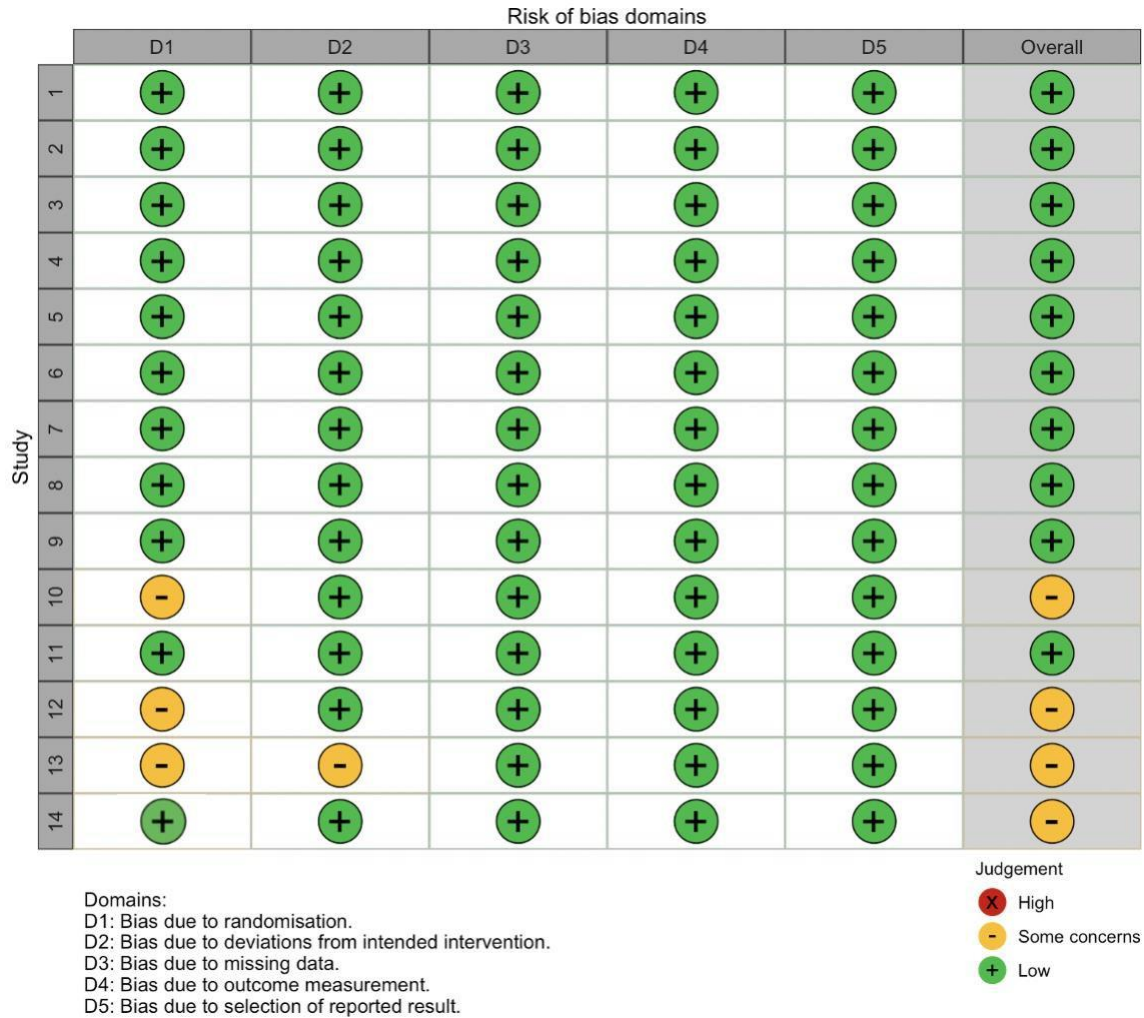 Risk of bias domains
D1 D2 D3 D4 D5 Overall
Study
1 + + + + + +
2 + + + + + +
3 + + + + + +
4 + + + + + +
5 + + + + + +
6 + + + + + +
7 + + + + + +
8 + + + + + +
9 + + + + + +
10 - + + + + -
11 + + + + + +
12 - + + + + -
13 - - + + + -
14 + + + + + -
Domains:
D1: Bias due to randomisation.
D2: Bias due to deviations from intended intervention.
D3: Bias due to missing data.
D4: Bias due to outcome measurement.
D5: Bias due to selection of reported result.
Judgement
X High
- Some concerns
+ Low